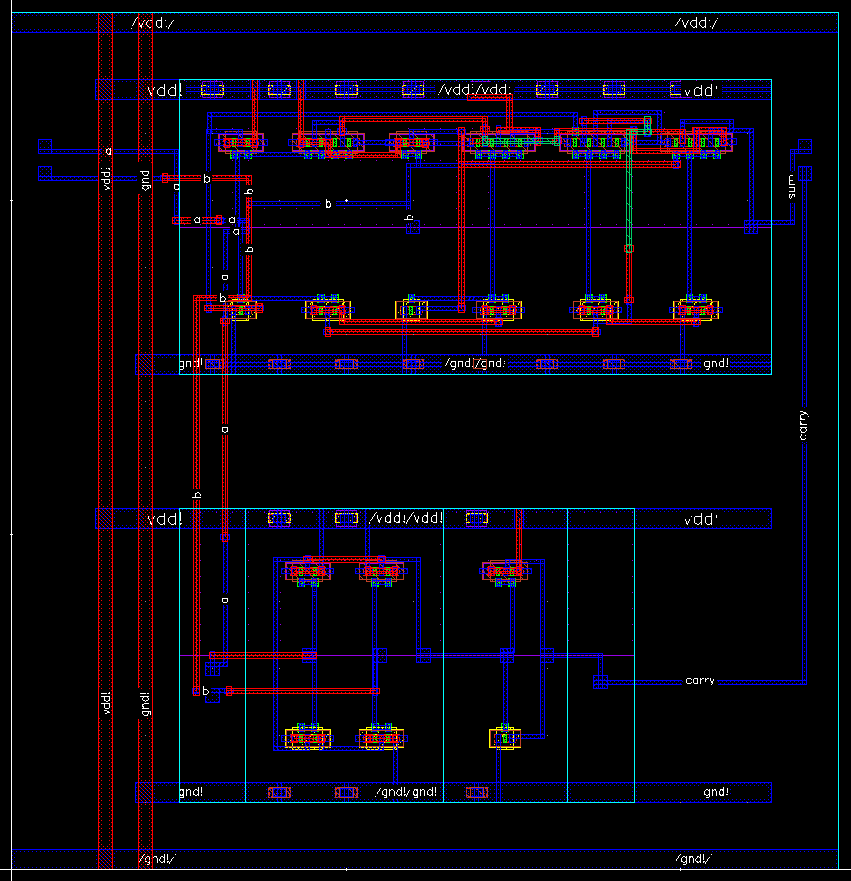 /vdd:/ /vdd:/
vdd! /vdd:/vdd: vdd'
a
vdd: gnd a b b sum
b b
a a a
b
a
b
gnd! /gnd!/gnd: gnd!
a carry
b
vdd! /vdd!/vdd! vdd'
a
carry
b
vdd! gnd!
gnd! /gnd!/gnd! gnd!
/gnd!/ /gnd!/